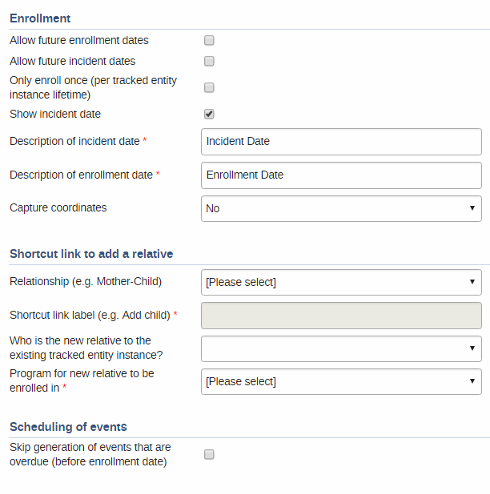 Enrollment
Allow future enrollment dates
Allow future incident dates
Only enroll once (per tracked entity
instance lifetime)
Show incident date
Description of incident date * Incident Date
Description of enrollment date * Enrollment Date
Capture coordinates No
Shortcut link to add a relative
Relationship (e.g. Mother-Child) [Please select]
Shortcut link label (e.g. Add child) *
Who is the new relative to the
existing tracked entity instance?
Program for new relative to be
enrolled in * [Please select]
Scheduling of events
Skip generation of events that are
overdue (before enrollment date)